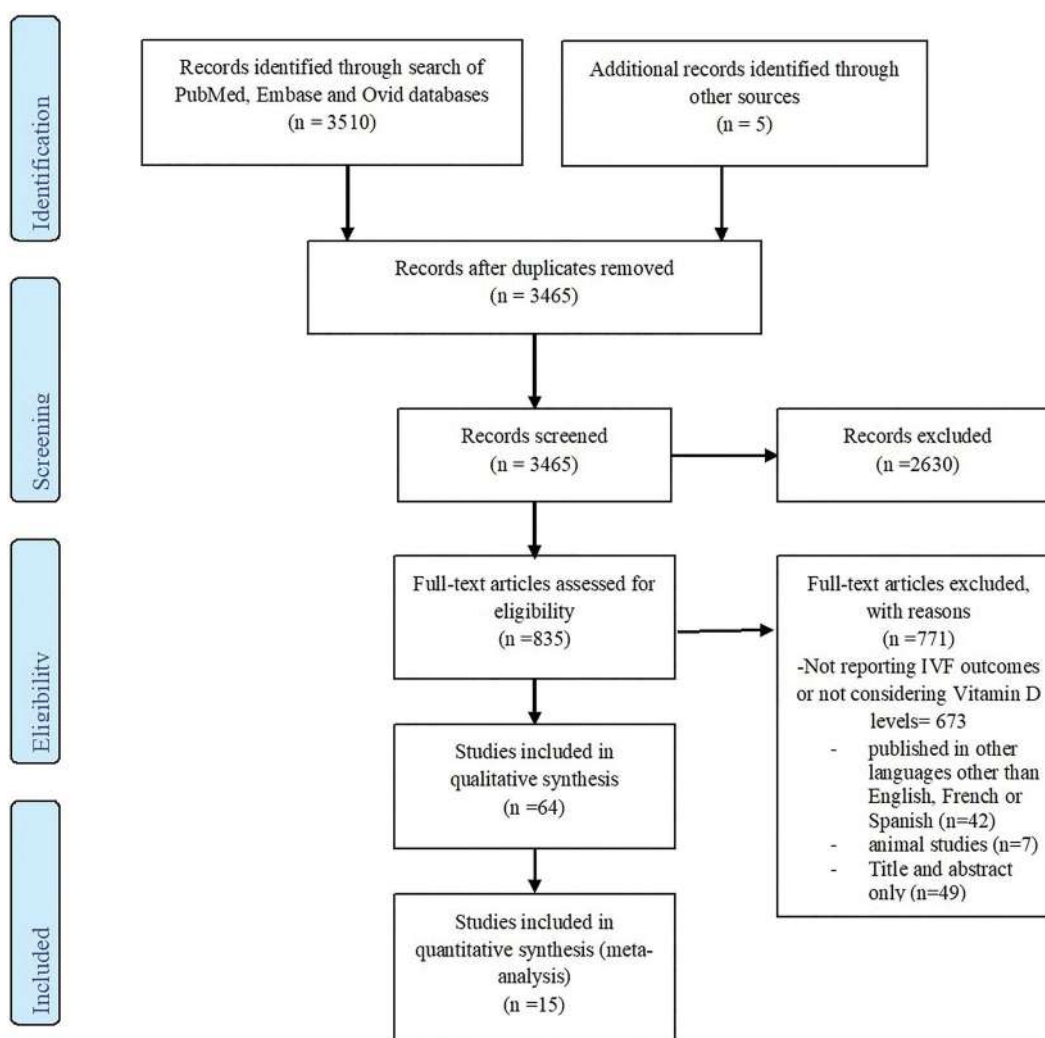 Identification
Records identified through search of
PubMed, Embase and Ovid databases
(n = 3510)
Additional records identified through
other sources
(n = 5)
Records after duplicates removed
(n = 3465)
Screening
Records screened
(n = 3465)
Records excluded
(n =2630)
Eligibility
Full-text articles assessed for
eligibility
(n =835)
Full-text articles excluded,
with reasons
(n =771)
-Not reporting IVF outcomes
or not considering Vitamin D
levels= 673
- published in other
languages other than
English, French or
Spanish (n=42)
- animal studies (n=7)
- Title and abstract
only (n=49)
Studies included in
qualitative synthesis
(n =64)
Included
Studies included in
quantitative synthesis (meta-
analysis)
(n =15)